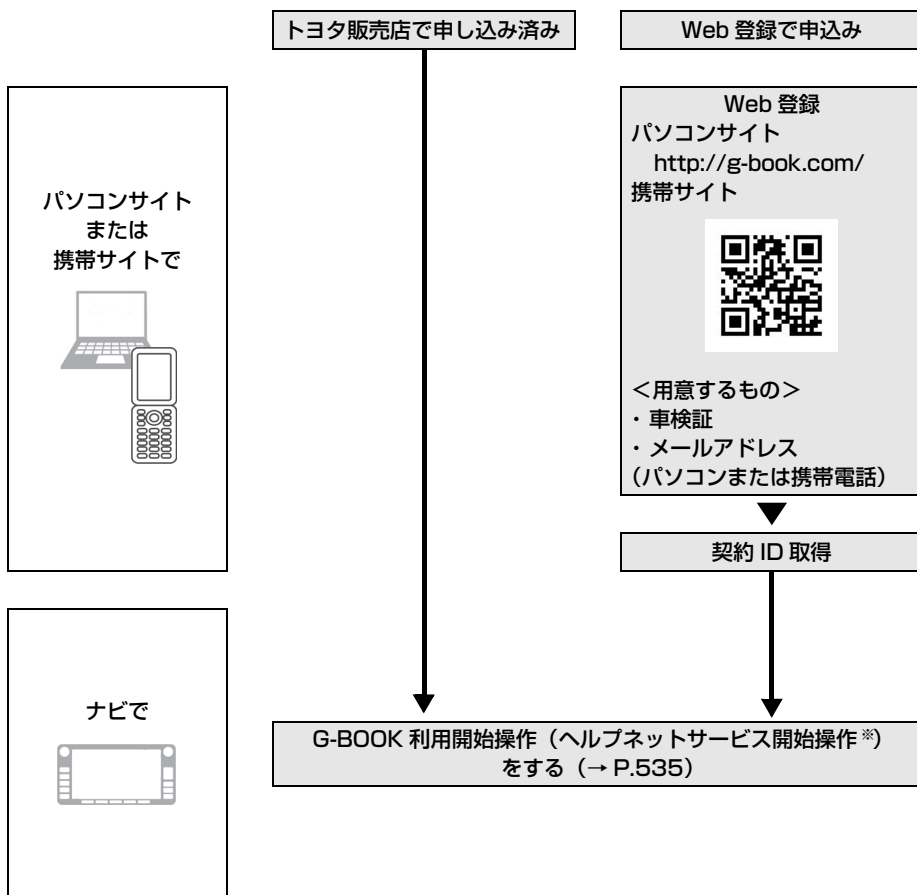 トヨタ販売店で申し込み済み
Web 登録で申込み
パソコンサイト
または
携帯サイトで
Web 登録
パソコンサイト
http://g-book.com/
携帯サイト
＜用意するもの＞
・車検証
・メールアドレス
（パソコンまたは携帯電話）
契約 ID 取得
ナビで
G-BOOK 利用開始操作（ヘルプネットサービス開始操作※）
をする（→ P.535）